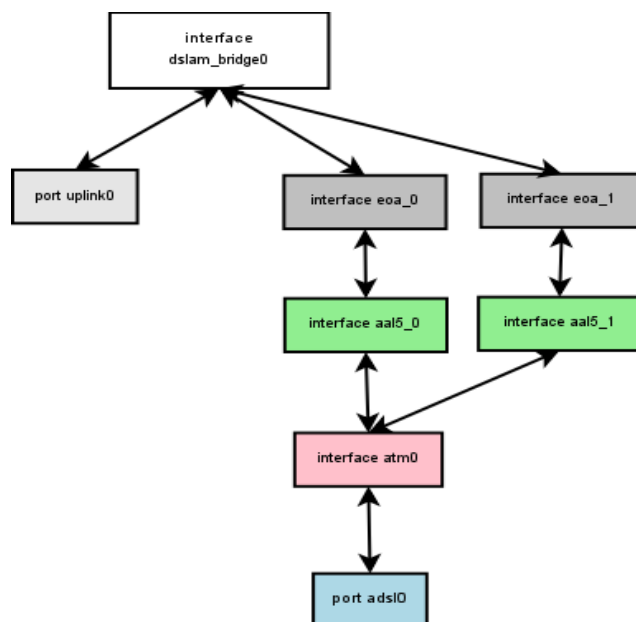 interface
dslam_bridge0
port uplink0
interface eoa_0
interface eoa_1
interface aal5_0
interface aal5_1
interface atm0
port adsl0